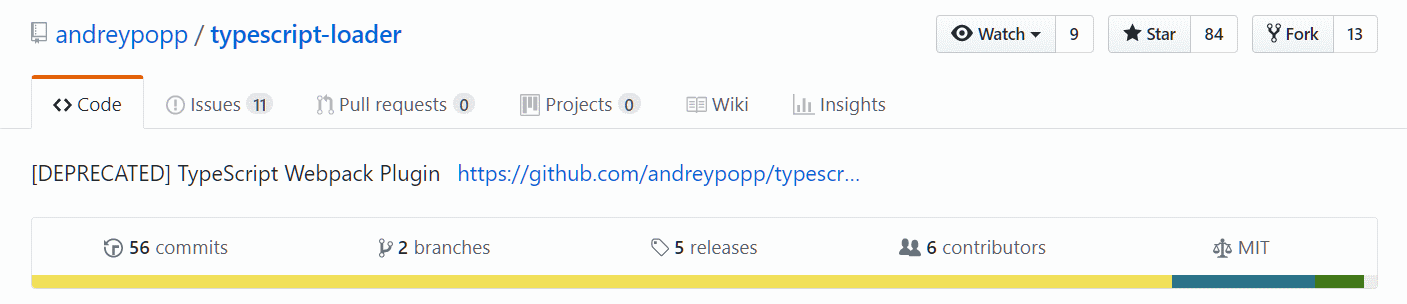 andreypopp / typescript-loader Watch 9 Star 84 Fork 13
Code Issues 11 Pull requests 0 Projects 0 Wiki Insights
[DEPRECATED] TypeScript Webpack Plugin https://github.com/andreypopp/typescr...
56 commits 2 branches 5 releases 6 contributors MIT